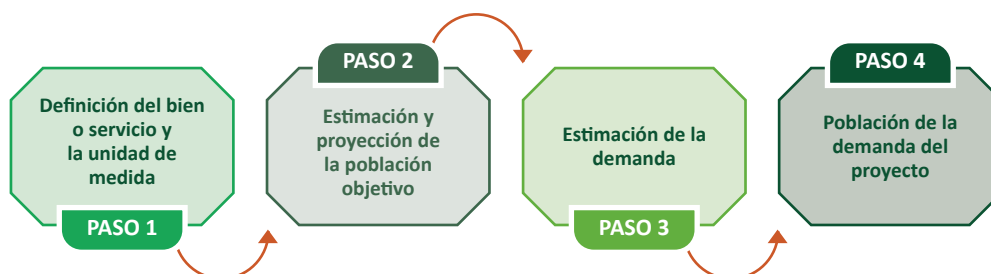 Definición del bien
o servicio y
la unidad de
medida
PASO 1
PASO 2
Estimación y
proyección de
la población
objetivo
Estimación de la
demanda
PASO 3
PASO 4
Población de la
demanda del
proyecto